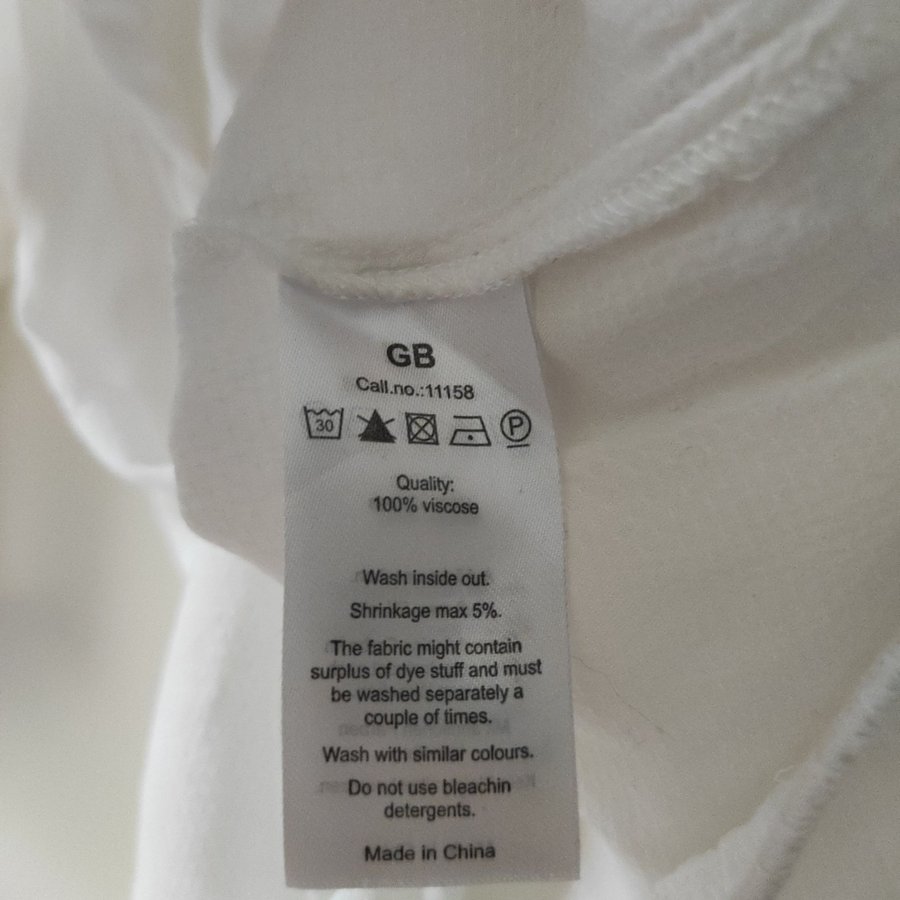 GB
Call.no.:11158
30 P
Quality:
100% viscose
Wash inside out.
Shrinkage max 5%.
The fabric might contain
surplus of dye stuff and must
be washed separately a
couple of times.
Wash with similar colours.
Do not use bleachin
detergents.
Made in China